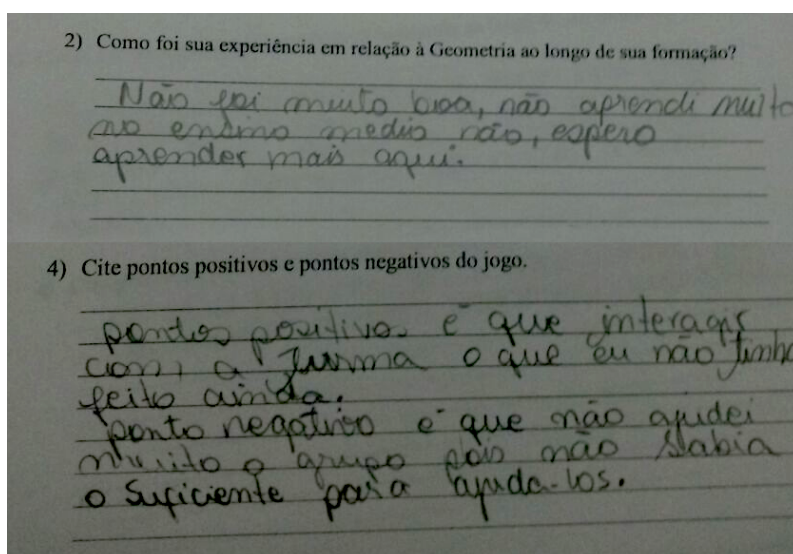 2) Como foi sua experiência em relação à Geometria ao longo de sua formação?
Não foi muito boa, não aprendi muito
no ensino medio não, espero
aprender mais aqui.
4) Cite pontos positivos e pontos negativos do jogo.
pontos positivos é que interagir
com a turma o que eu não tinha
feito ainda.
ponto negativo é que não ajudei
muito o grupo pois não sabia
o suficiente para ajuda-los.